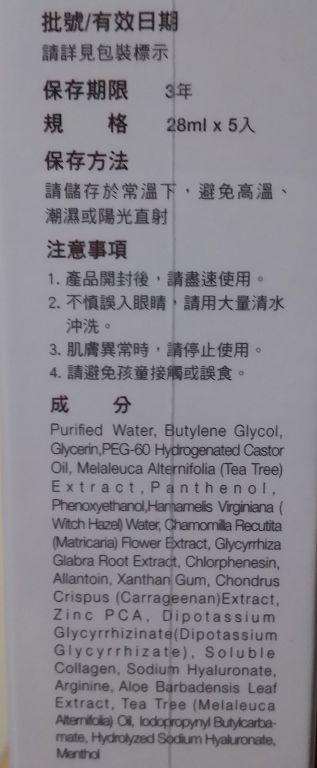 批號/有效日期
請詳見包裝標示
保存期限 3年
規 格 28ml x 5入
保存方法
請儲存於常溫下，避免高溫、
潮濕或陽光直射
注意事項
1. 產品開封後，請盡速使用。
2. 不慎誤入眼睛，請用大量清水
沖洗。
3. 肌膚異常時，請停止使用。
4. 請避免孩童接觸或誤食。
成 分
Purified Water, Butylene Glycol,
Glycerin,PEG-60 Hydrogenated Castor
Oil, Melaleuca Alternifolia (Tea Tree)
Extract,Panthenol,
Phenoxyethanol,Hamamelis Virginiana (
Witch Hazel) Water, Chamomilla Recutita
(Matricaria) Flower Extract, Glycyrrhiza
Glabra Root Extract, Chlorphenesin,
Allantoin, Xanthan Gum, Chondrus
Crispus (Carrageenan)Extract,
Zinc PCA, Dipotassium
Glycyrrhizinate(Dipotassium
Glycyrrhizate), Soluble
Collagen, Sodium Hyaluronate,
Arginine, Aloe Barbadensis Leaf
Extract, Tea Tree (Melaleuca
Alternifolia) Oil, Iodopropynyl Butylcarba-
mate, Hydrolyzed Sodium Hyaluronate,
Menthol